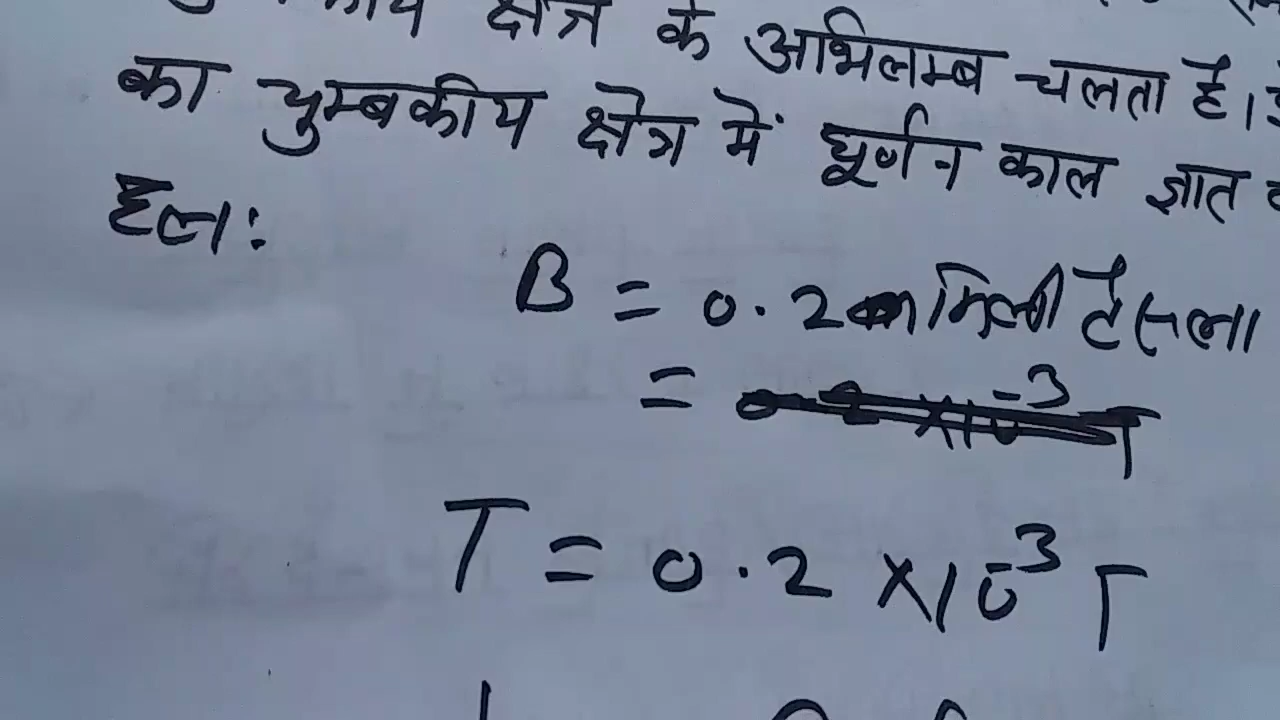 क्षेत्र के अभिलम्ब चलता है।
का चुम्बकीय क्षेत्र में घूर्णन काल ज्ञात
हल:
B = 0.2 मिली टेसला
=
T = 0.2 ×10⁻³ T